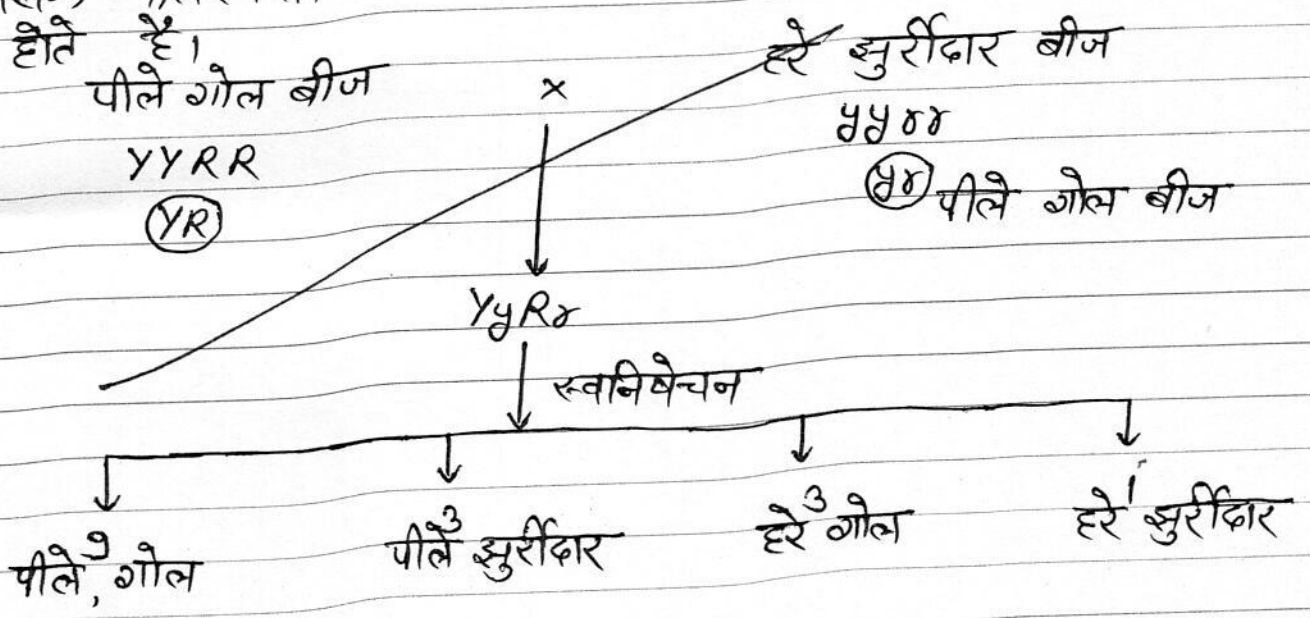 होते है।
पीले गोल बीज × हरे झुर्रीदार बीज
YYRR yyrr
YR yr पीले गोल बीज
YyRr
स्वनिषेचन
9 3 3 1
पीले, गोल पीले झुर्रीदार हरे गोल हरे झुर्रीदार